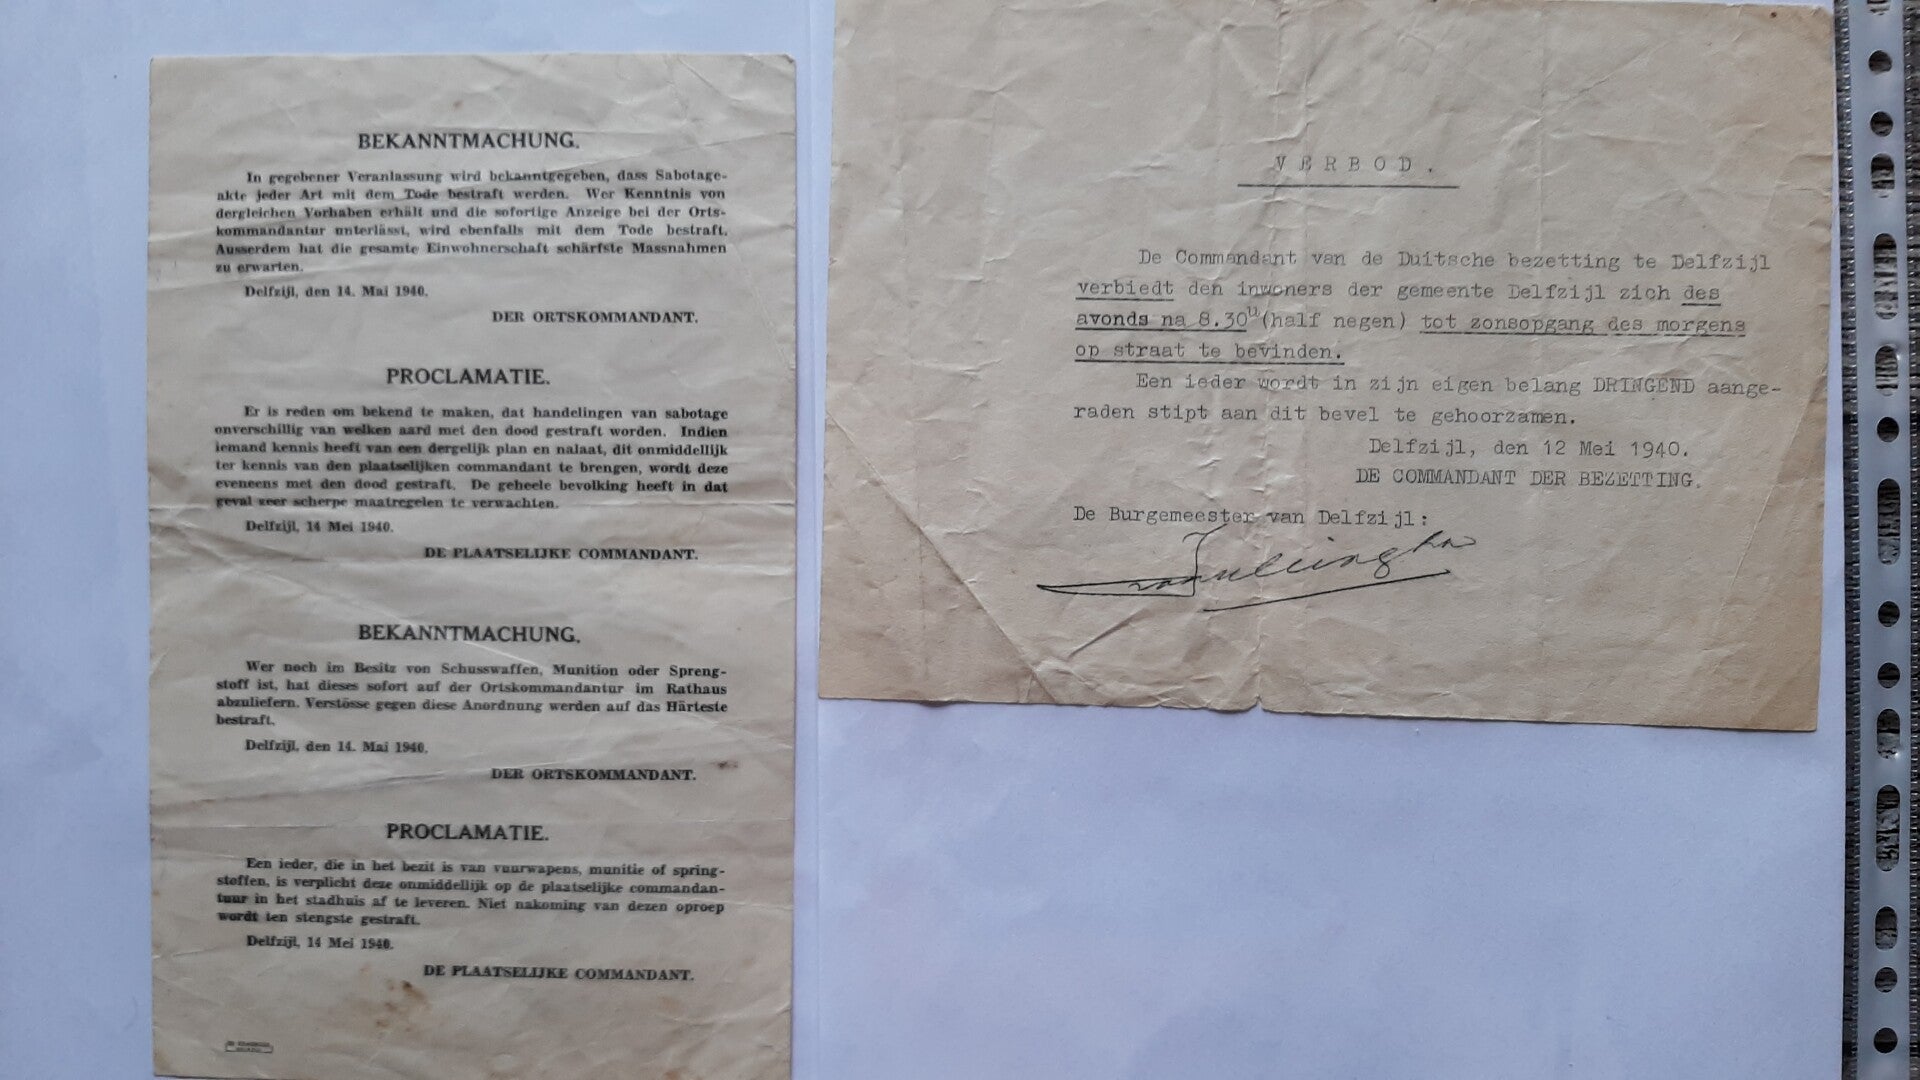 BEKANNTMACHUNG.
In gegebener Veranlassung wird bekanntgegeben, dass Sabotage-
akte jeder Art mit dem Tode bestraft werden. Wer Kenntnis von
dergleichen Vorhaben erhält und die sofortige Anzeige bei der Orts-
kommandantur unterlässt, wird ebenfalls mit dem Tode bestraft.
Ausserdem hat die gesamte Einwohnerschaft schärfste Massnahmen
zu erwarten.
Delfzijl, den 14. Mai 1940.
DER ORTSKOMMANDANT.
PROCLAMATIE.
Er is reden om bekend te maken, dat handelingen van sabotage
onverschillig van welken aard met den dood gestraft worden. Indien
iemand kennis heeft van een dergelijk plan en nalaat, dit onmiddellijk
ter kennis van den plaatselijken commandant te brengen, wordt deze
eveneens met den dood gestraft. De geheele bevolking heeft in dat
geval zeer scherpe maatregelen te verwachten.
Delfzijl, 14 Mei 1940.
DE PLAATSELIJKE COMMANDANT.
BEKANNTMACHUNG.
Wer noch im Besitz von Schusswaffen, Munition oder Spreng-
stoff ist, hat dieses sofort auf der Ortskommandantur im Rathaus
abzuliefern. Verstösse gegen diese Anordnung werden auf das Härteste
bestraft.
Delfzijl, den 14. Mai 1940.
DER ORTSKOMMANDANT.
PROCLAMATIE.
Een ieder, die in het bezit is van vuurwapens, munitie of spring-
stoffen, is verplicht deze onmiddellijk op de plaatselijke commandan-
tuur in het stadhuis af te leveren. Niet nakoming van dezen oproep
wordt ten stengste gestraft.
Delfzijl, 14 Mei 1940.
DE PLAATSELIJKE COMMANDANT.
VERBOD.
De Commandant van de Duitsche bezetting te Delfzijl
verbiedt den inwoners der gemeente Delfzijl zich des
avonds na 8.30u (half negen) tot zonsopgang des morgens
op straat te bevinden.
Een ieder wordt in zijn eigen belang DRINGEND aange-
raden stipt aan dit bevel te gehoorzamen.
Delfzijl, den 12 Mei 1940.
DE COMMANDANT DER BEZETTING.
De Burgemeester van Delfzijl: